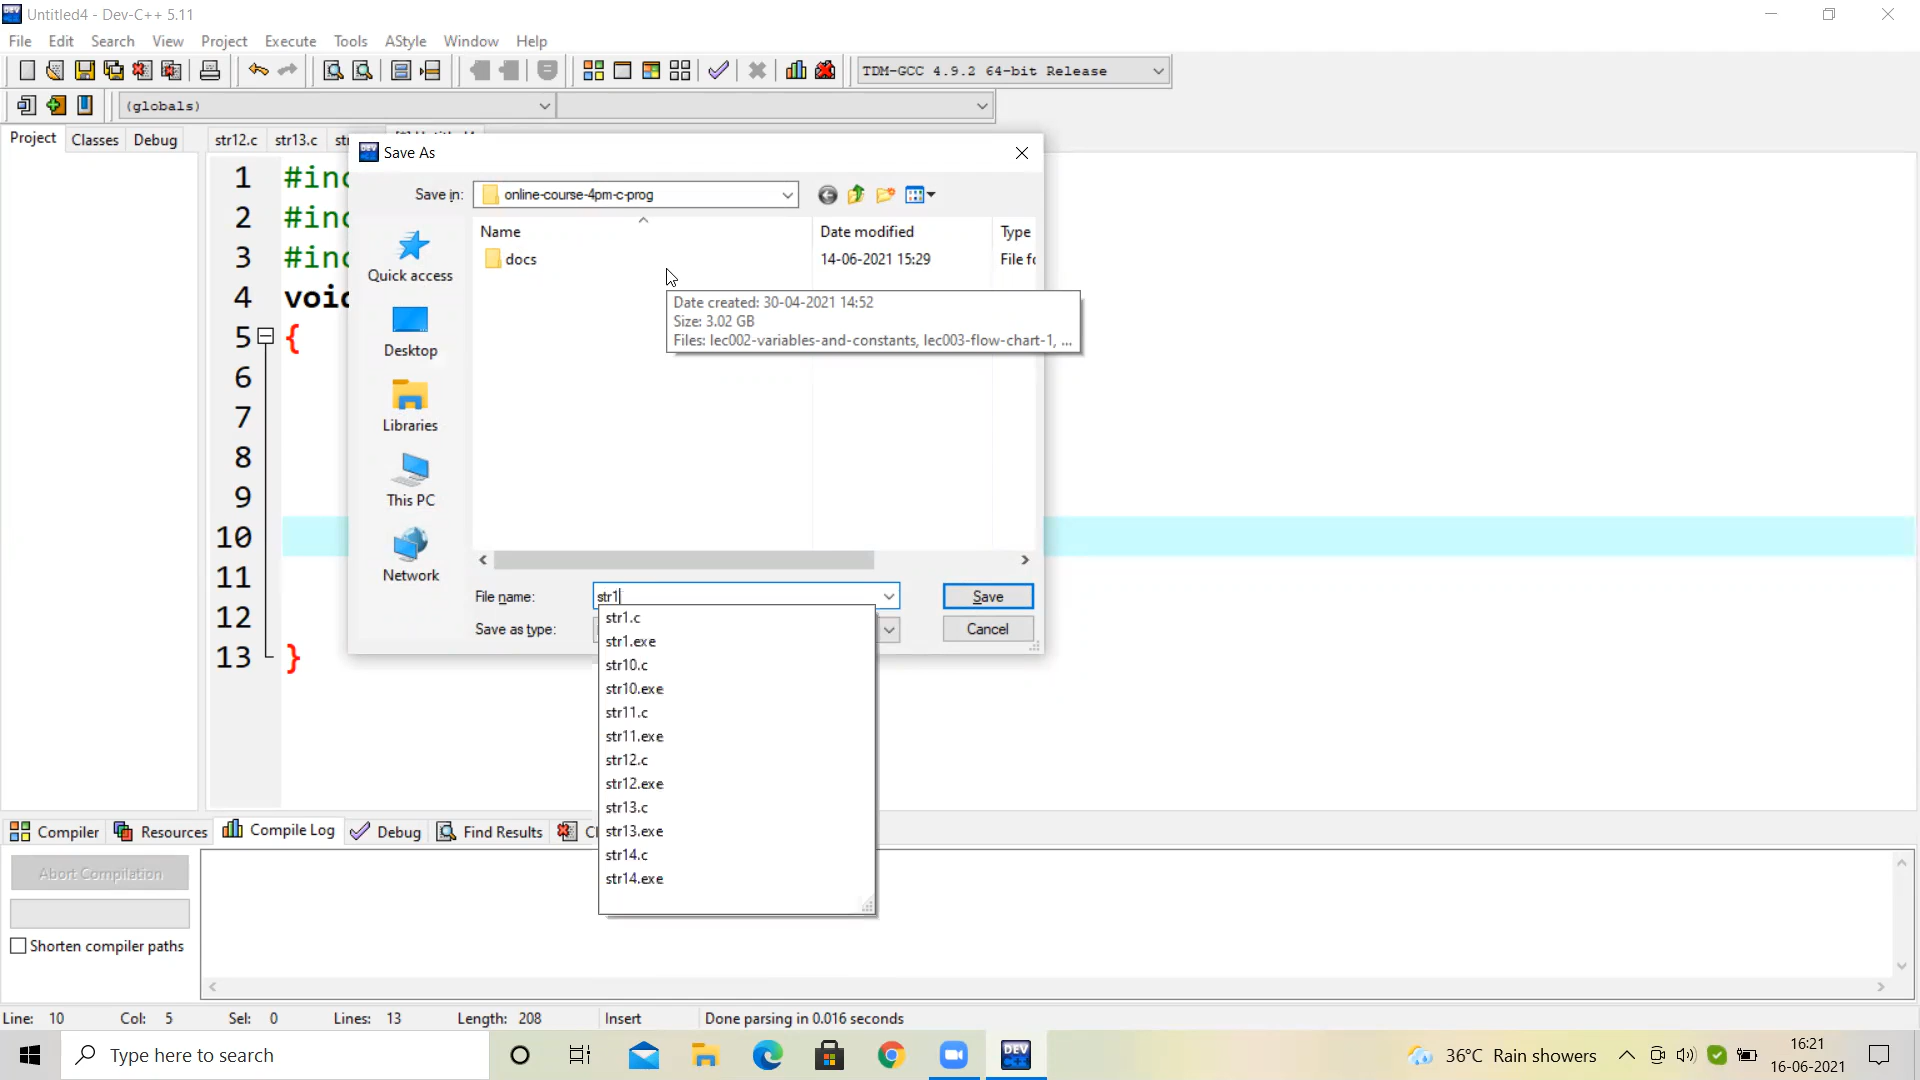 Untitled4 - Dev-C++ 5.11
File Edit Search View Project Execute Tools AStyle Window Help
TDM-GCC 4.9.2 64-bit Release
(globals)
Project Classes Debug
str12.c str13.c
Save As
Save in: online-course-4pm-c-prog
Name Date modified Type
docs 14-06-2021 15:29
Date created: 30-04-2021 14:52
Size: 3.02 GB
Files: lec002-variables-and-constants, lec003-flow-chart-1, ...
Quick access
Desktop
Libraries
This PC
Network
File name: str1 Save
Save as type: Cancel
str1.c
str1.exe
str10.c
str10.exe
str11.c
str11.exe
str12.c
str12.exe
str13.c
str13.exe
str14.c
str14.exe
1 #inc
2 #inc
3 #inc
4 void
5 {
6
7
8
9
10
11
12
13 }
Compiler Resources Compile Log Debug Find Results Cl
Abort Compilation
Shorten compiler paths
Line: 10 Col: 5 Sel: 0 Lines: 13 Length: 208 Insert Done parsing in 0.016 seconds
Type here to search
DEV
36°C Rain showers
16:21
16-06-2021